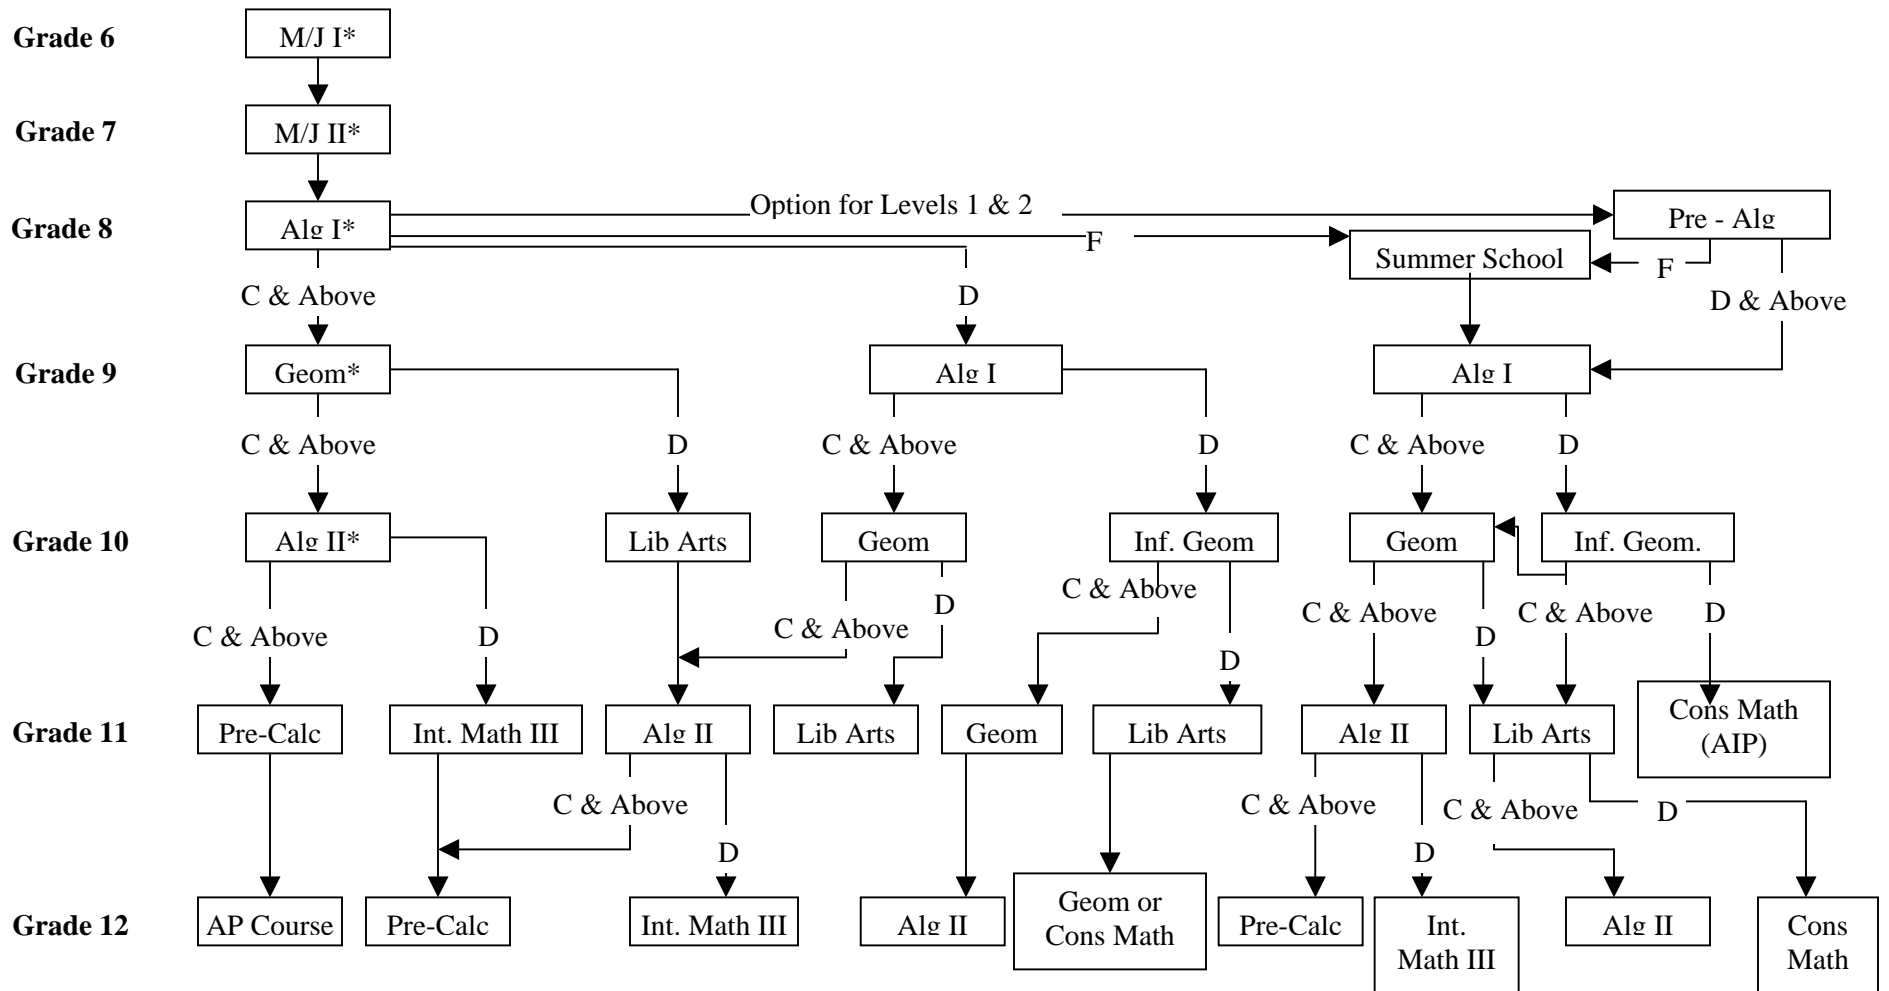 Grade 6
M/J I*
Grade 7
M/J II*
Option for Levels 1 & 2
Grade 8
Alg I*
Pre - Alg
F
Summer School
F
C & Above
D
D & Above
Grade 9
Geom*
Alg I
Alg I
C & Above
D
C & Above
D
C & Above
D
Grade 10
Alg II*
Lib Arts
Geom
Inf. Geom
Geom
Inf. Geom.
C & Above
D
C & Above
D
C & Above
D
C & Above
D
C & Above
D
Grade 11
Pre-Calc
Int. Math III
Alg II
Lib Arts
Geom
Lib Arts
Alg II
Lib Arts
Cons Math
(AIP)
C & Above
D
C & Above
D
C & Above
D
Grade 12
AP Course
Pre-Calc
Int. Math III
Alg II
Geom or
Cons Math
Pre-Calc
Int.
Math III
Alg II
Cons
Math